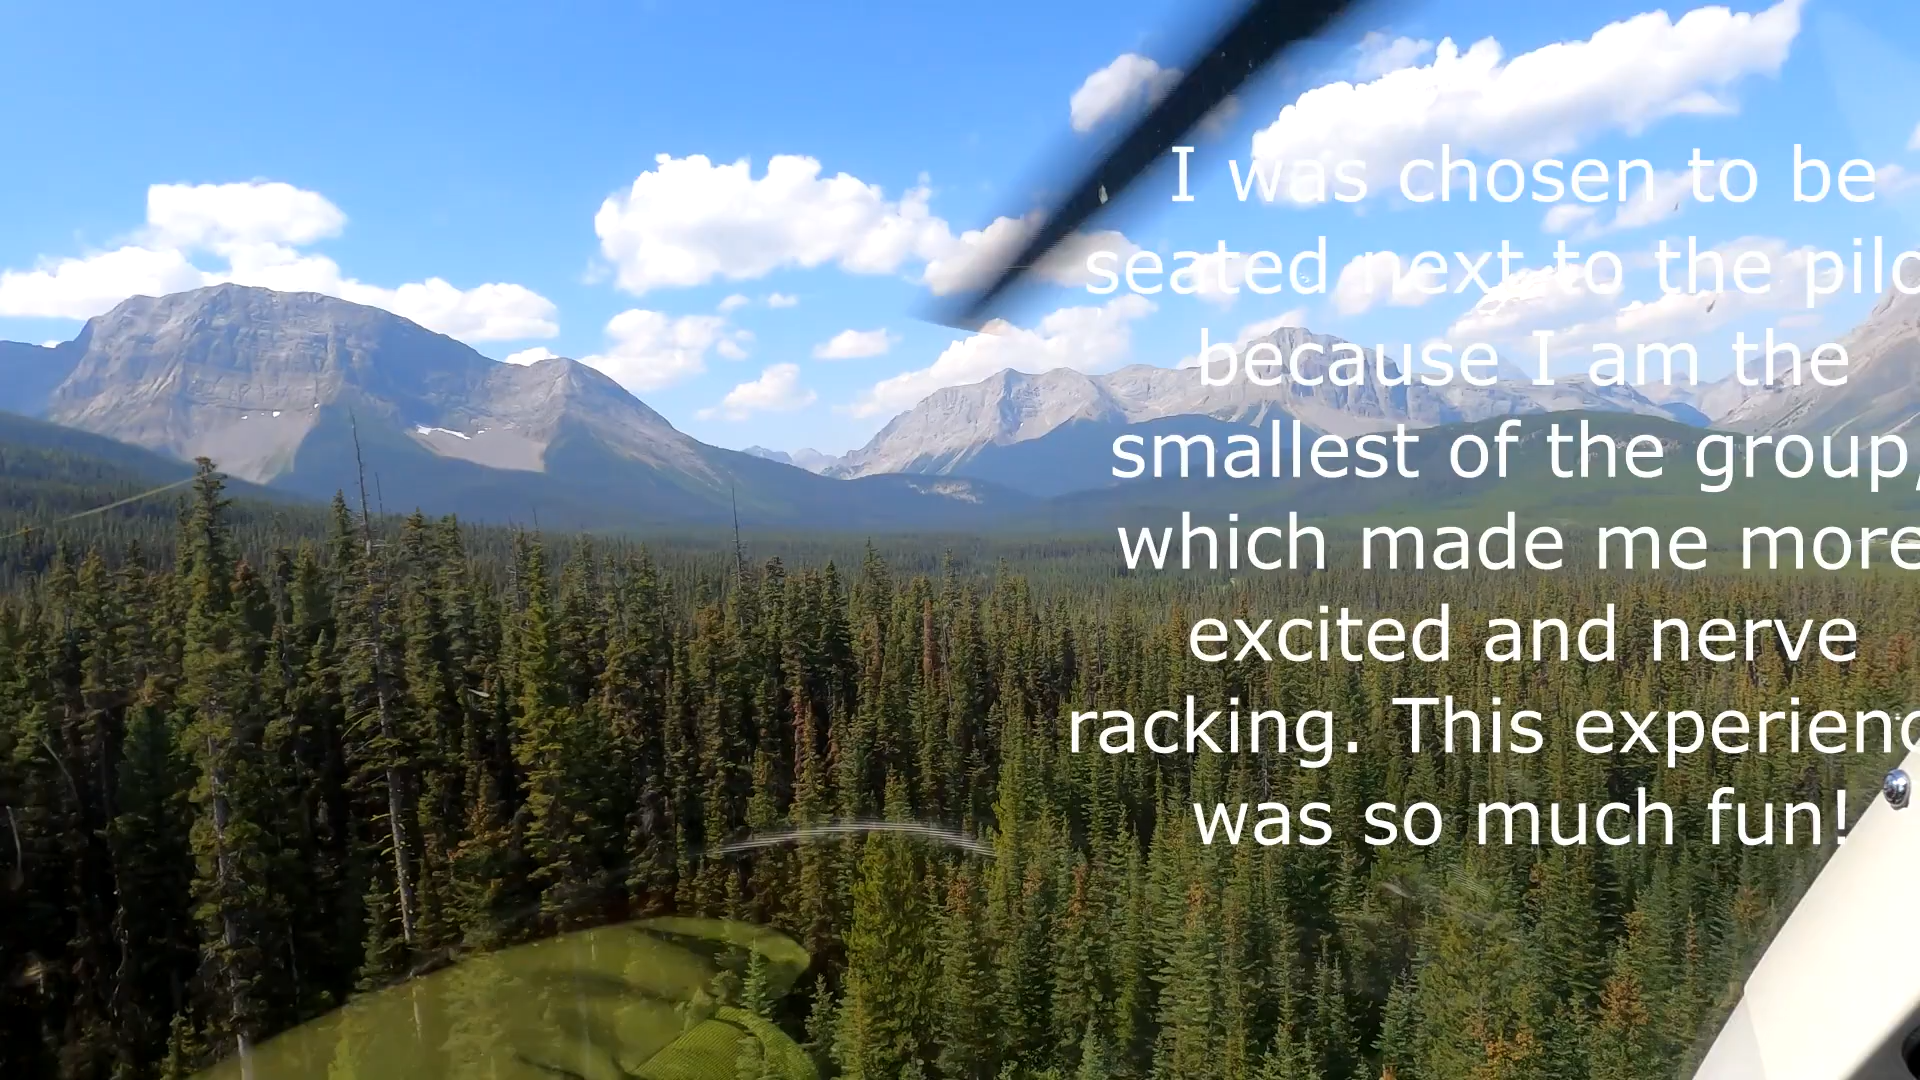 I was chosen to be
seated next to the pilo
because I am the
smallest of the group,
which made me more
excited and nerve
racking. This experienc
was so much fun!